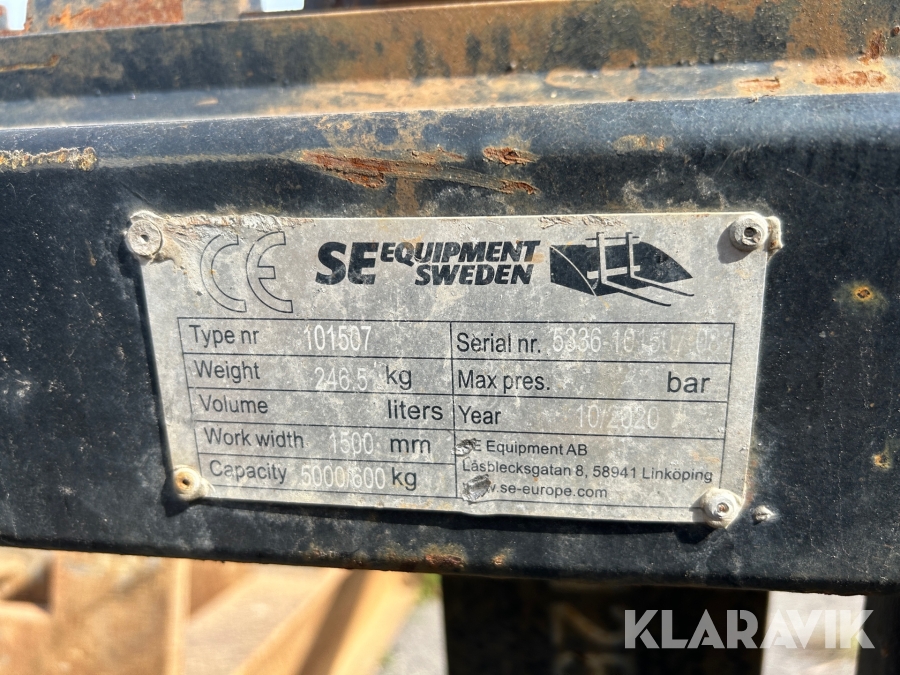 CE SE EQUIPMENT
SWEDEN
Type nr 101507
Weight 246.5 kg
Volume liters
Work width 1500 mm
Capacity 5000/600 kg
Serial nr.
Max pres. bar
Year 10/2020
SE Equipment AB
Låsblecksgatan 8, 58941 Linköping
www.se-europe.com
KLARAVIK